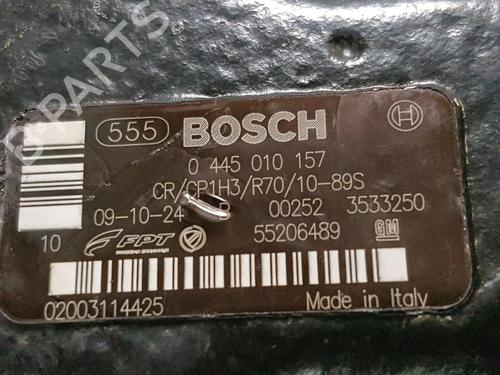 B-PARTS
555 BOSCH
0 445 010 157
CR/CP1H3/R70/10-89S
09-10-24 00252 3533250
10 FPT 55206489 GM
02003114425 Made in Italy